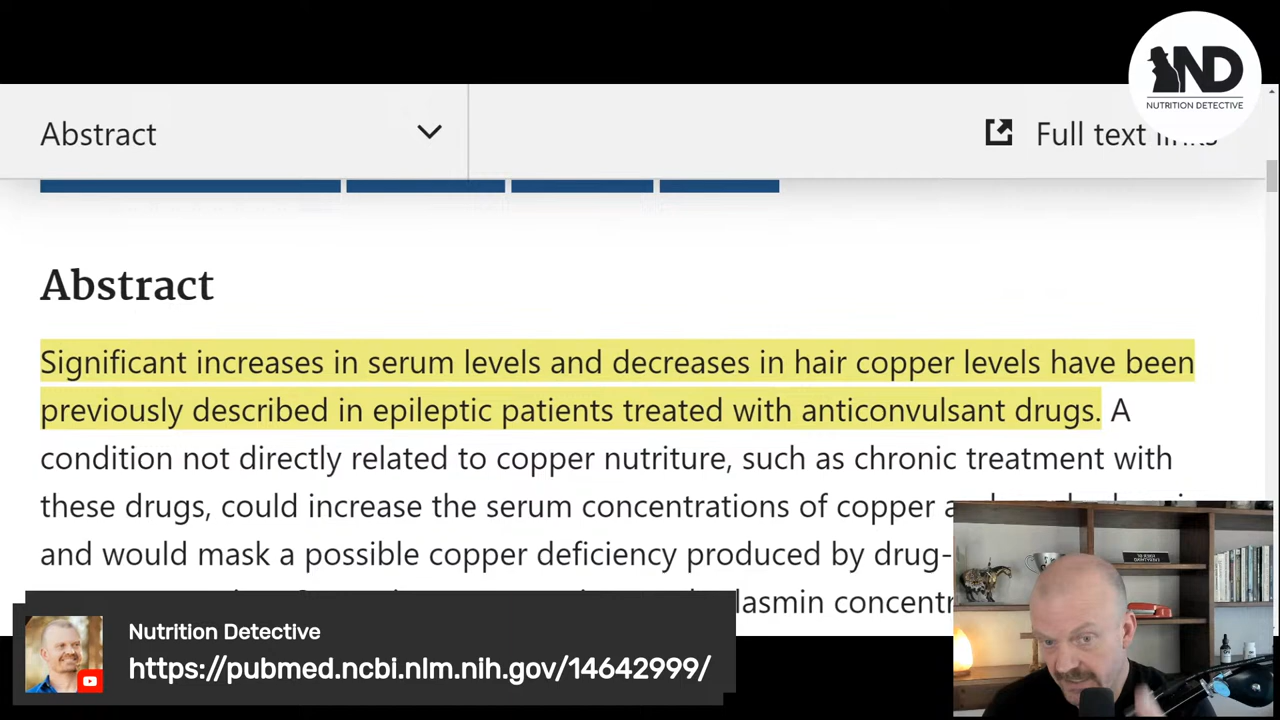 ND
NUTRITION DETECTIVE
Abstract
Full text links
Abstract
Significant increases in serum levels and decreases in hair copper levels have been
previously described in epileptic patients treated with anticonvulsant drugs. A
condition not directly related to copper nutriture, such as chronic treatment with
these drugs, could increase the serum concentrations of copper
and would mask a possible copper deficiency produced by drug-
Nutrition Detective
https://pubmed.ncbi.nlm.nih.gov/14642999/